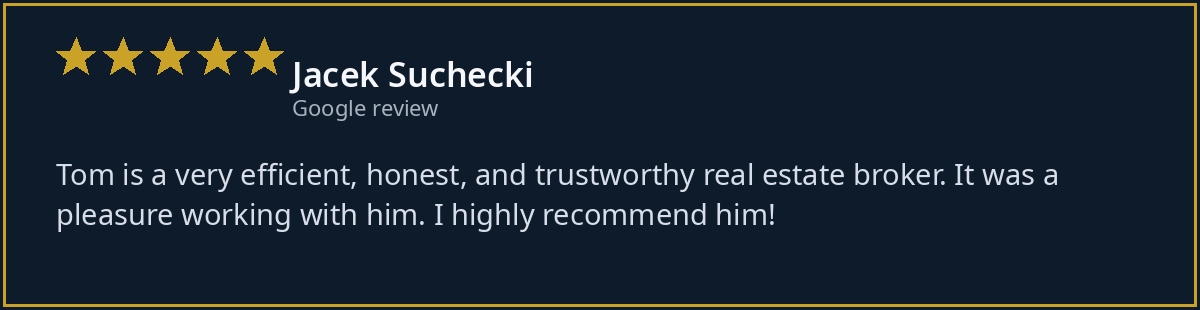 Jacek Suchecki
Google review
Tom is a very efficient, honest, and trustworthy real estate broker. It was a
pleasure working with him. I highly recommend him!